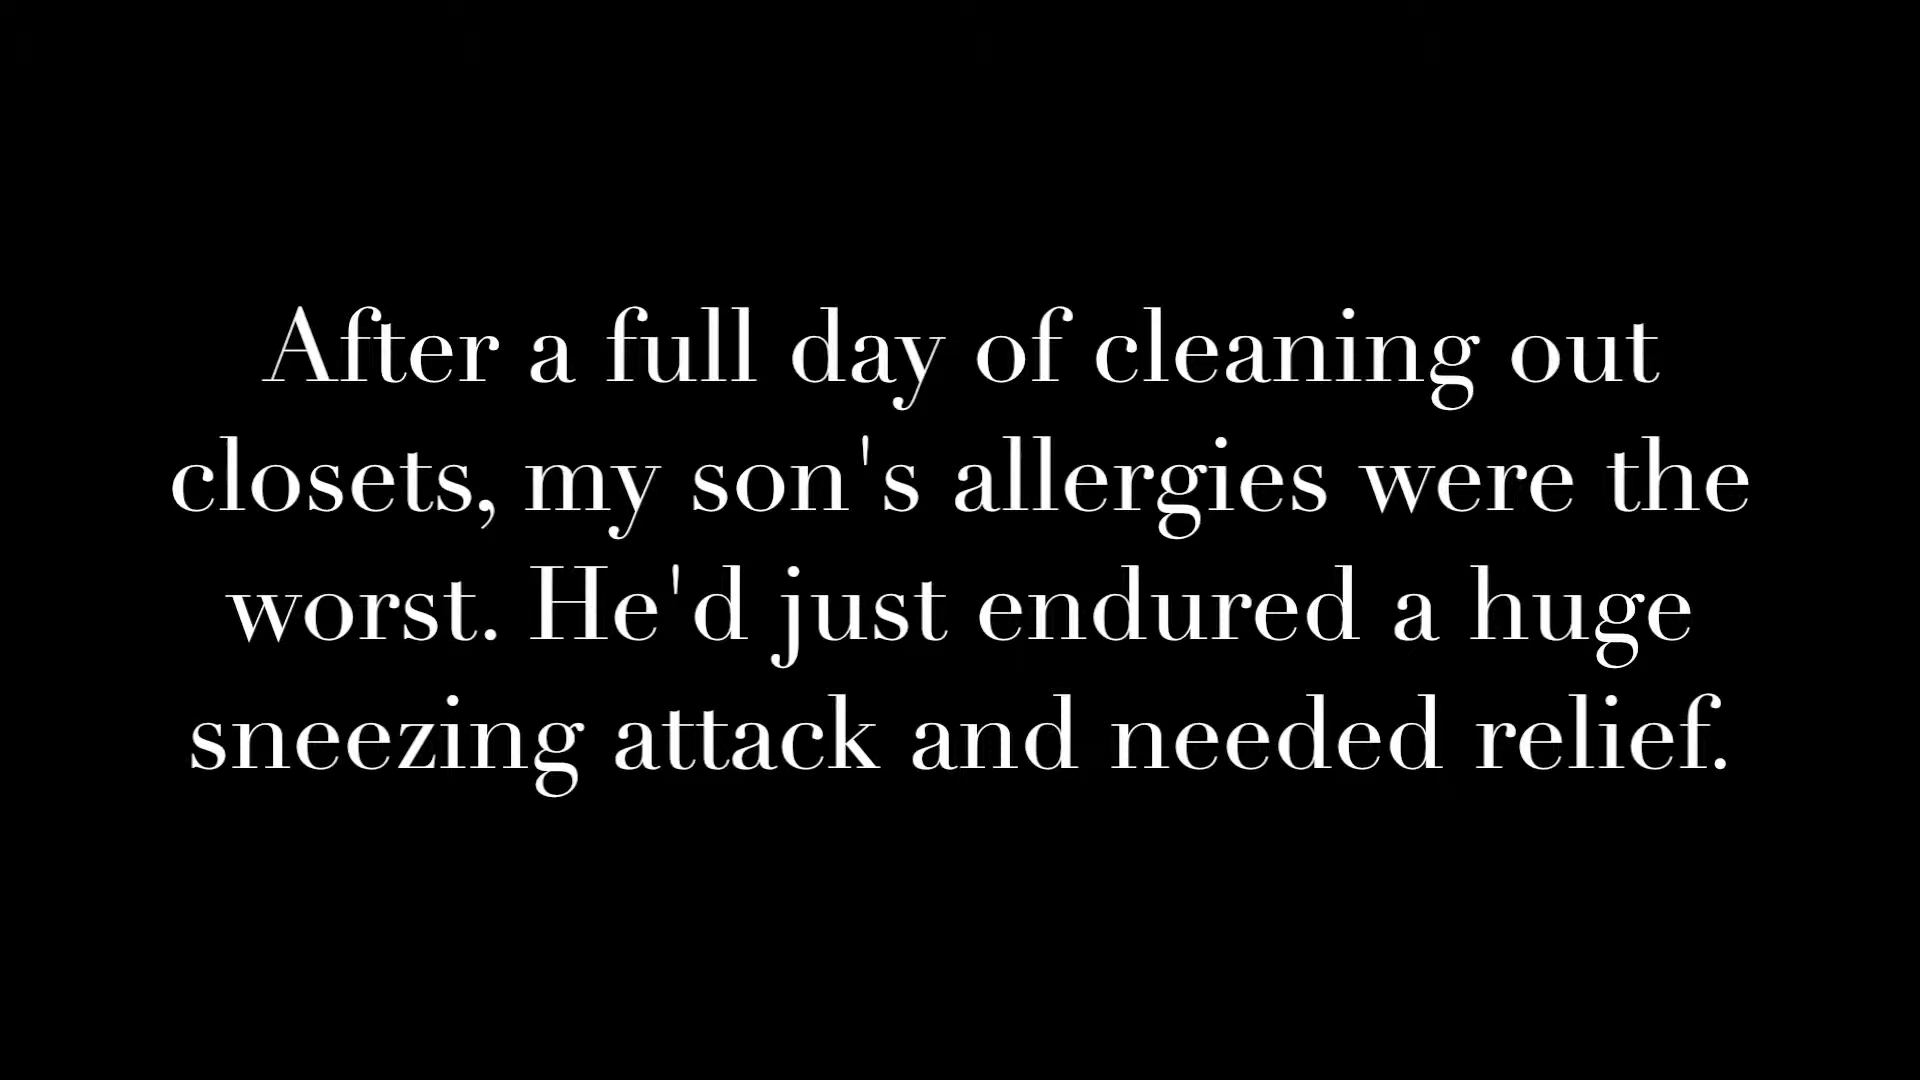 After a full day of cleaning out
closets, my son's allergies were the
worst. He'd just endured a huge
sneezing attack and needed relief.